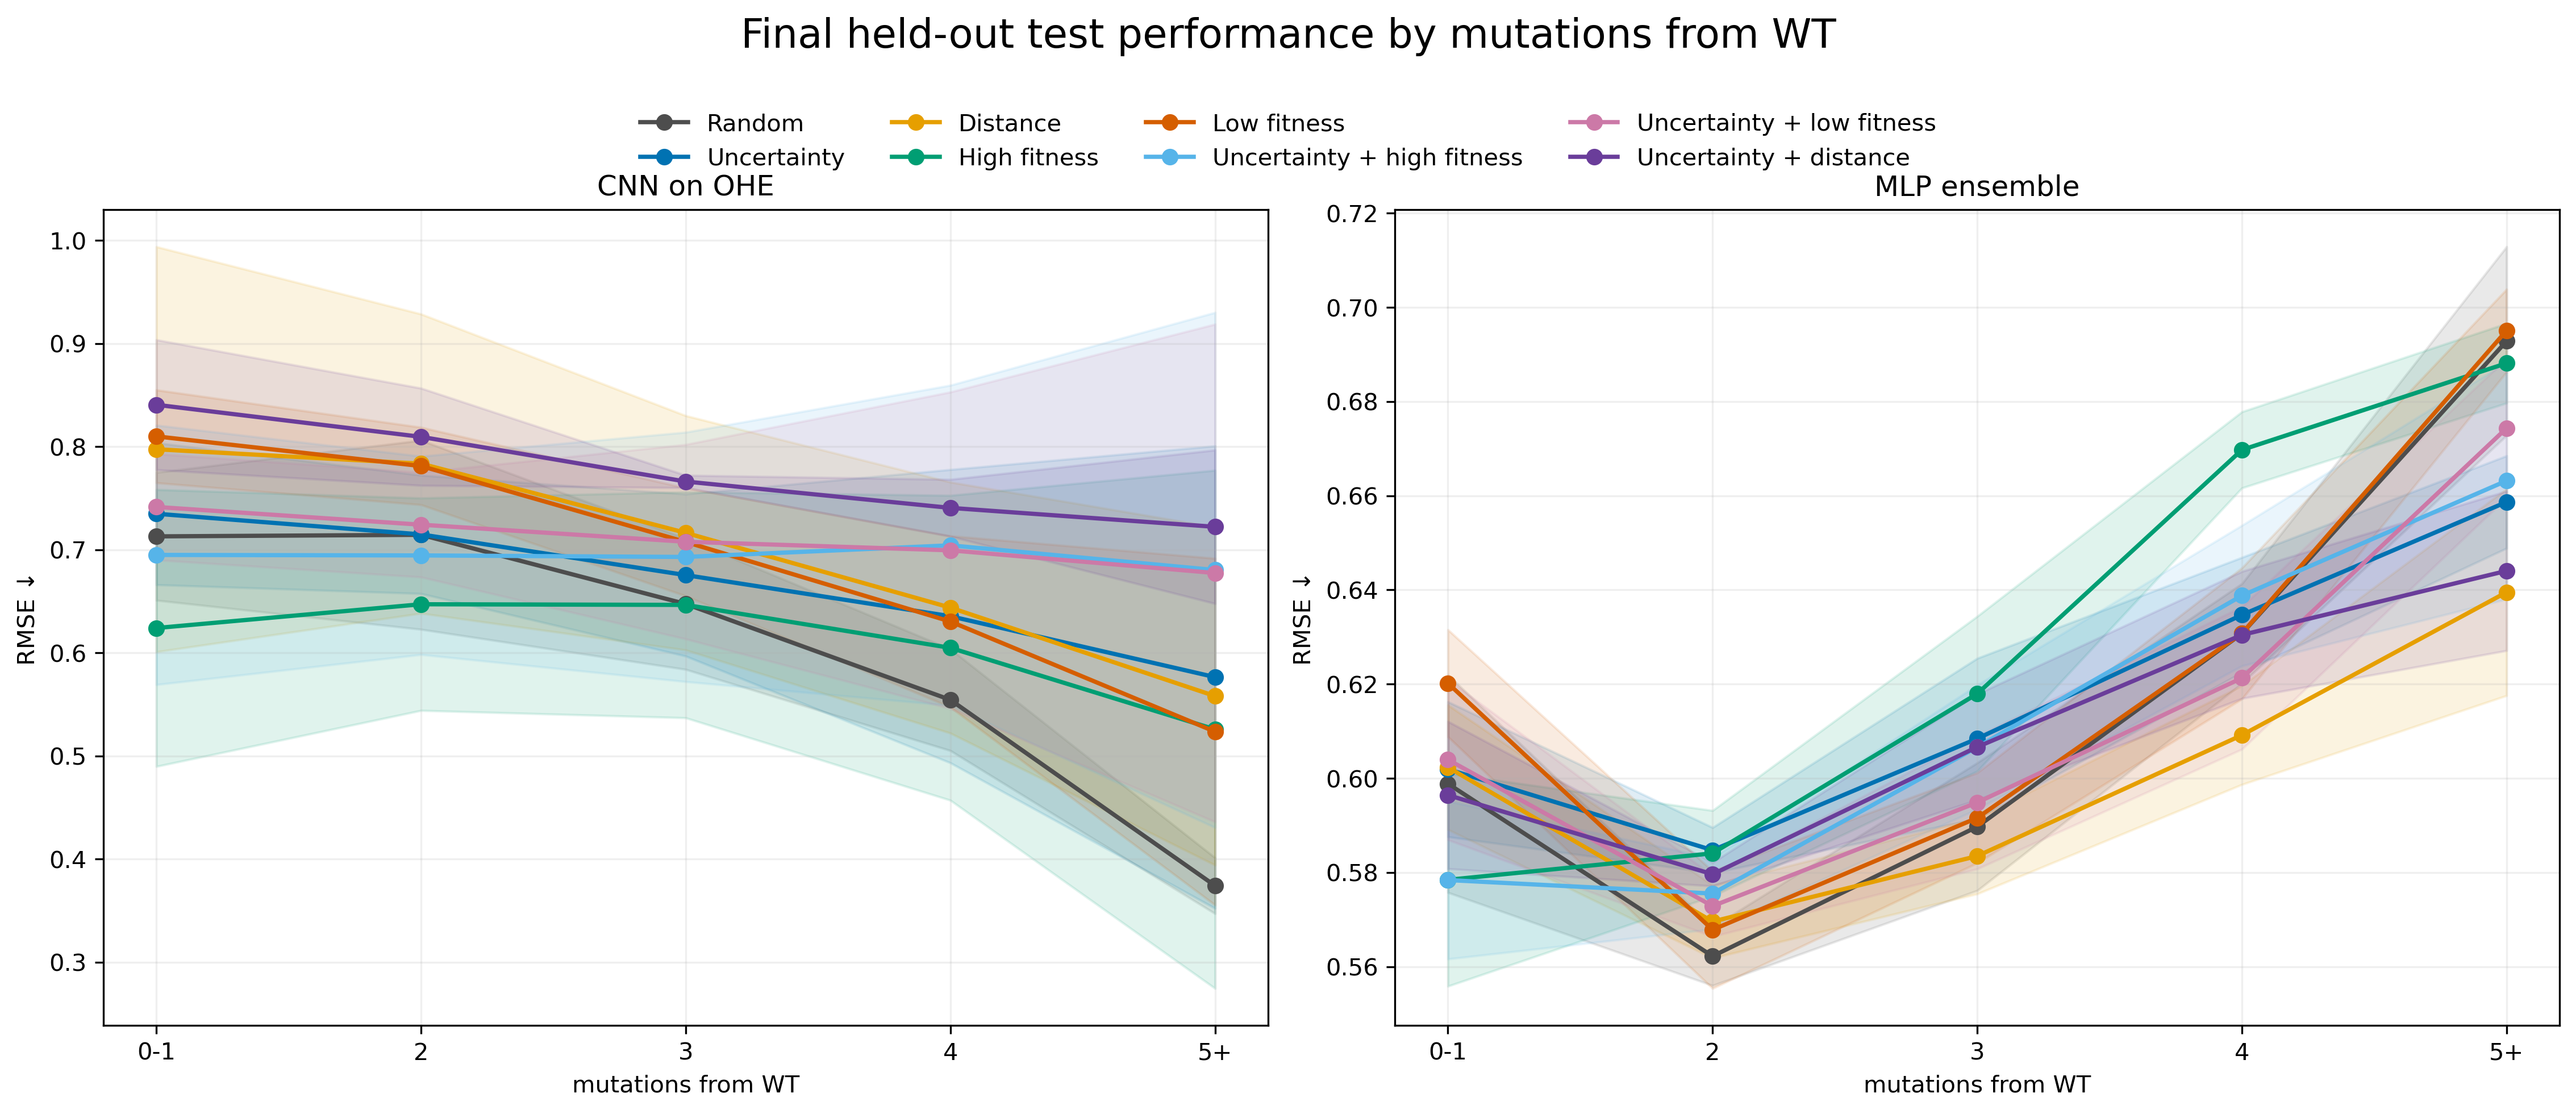 Final held-out test performance by mutations from WT
Random
Uncertainty
Distance
High fitness
Low fitness
Uncertainty + high fitness
Uncertainty + low fitness
Uncertainty + distance
CNN on OHE
RMSE ↓
1.0
0.9
0.8
0.7
0.6
0.5
0.4
0.3
0-1
2
3
4
5+
mutations from WT
MLP ensemble
RMSE ↓
0.72
0.70
0.68
0.66
0.64
0.62
0.60
0.58
0.56
0-1
2
3
4
5+
mutations from WT